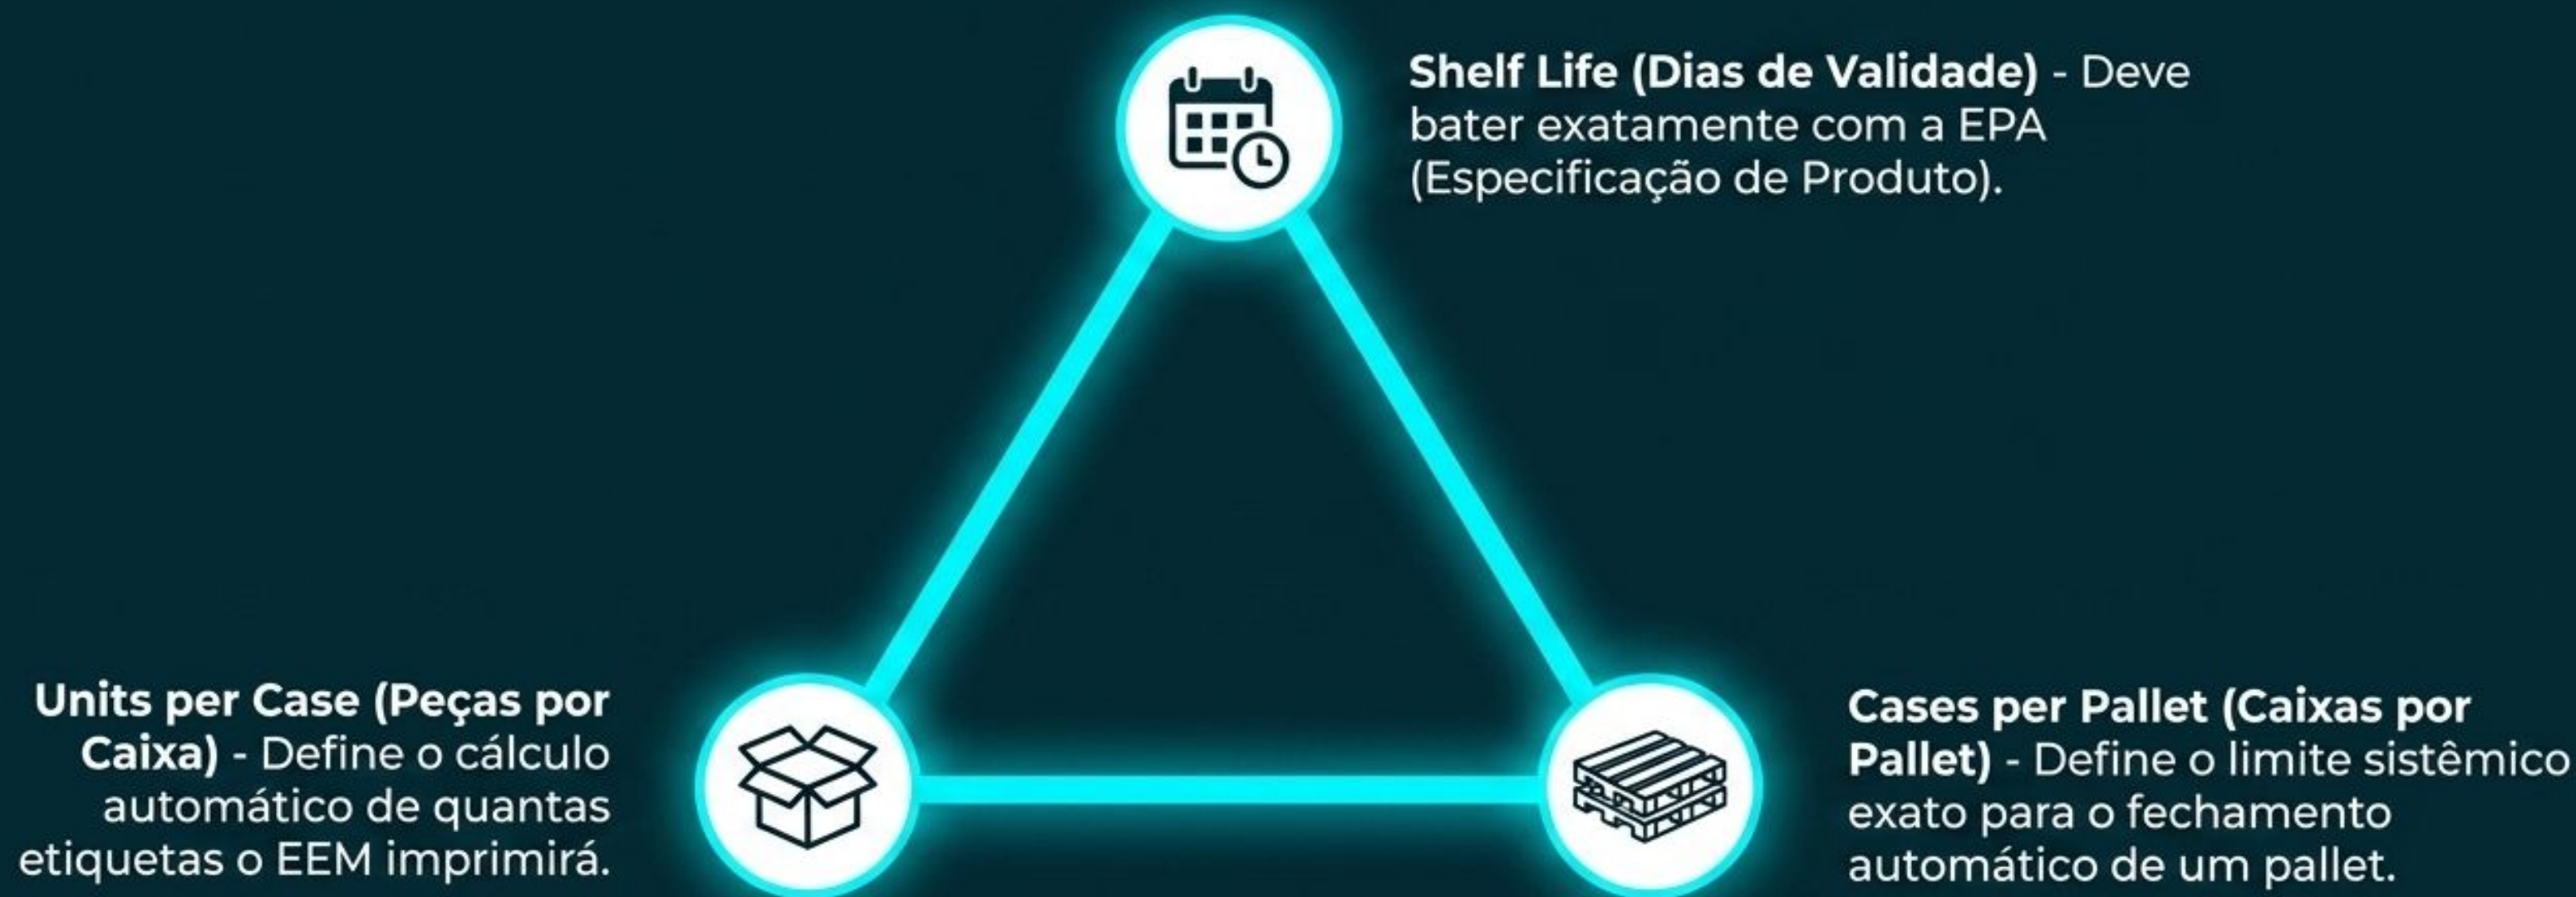 Shelf Life (Dias de Validade) - Deve
bater exatamente com a EPA
(Especificação de Produto).
Units per Case (Peças por
Caixa) - Define o cálculo
automático de quantas
etiquetas o EEM imprimirá.
Cases per Pallet (Caixas por
Pallet) - Define o limite sistêmico
exato para o fechamento
automático de um pallet.